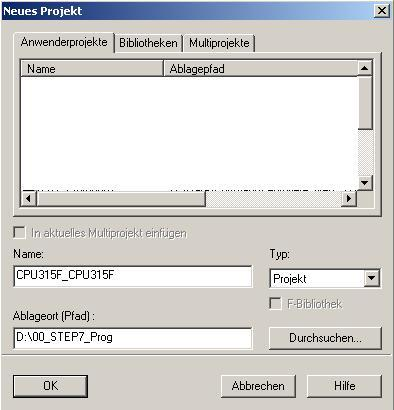 Neues Projekt
Anwenderprojekte Bibliotheken Multiprojekte
Name Ablagepfad
In aktuelles Multiprojekt einfügen
Name: Typ:
CPU315F_CPU315F Projekt
F-Bibliothek
Ablageort (Pfad) :
D:\00_STEP7_Prog Durchsuchen...
OK Abbrechen Hilfe